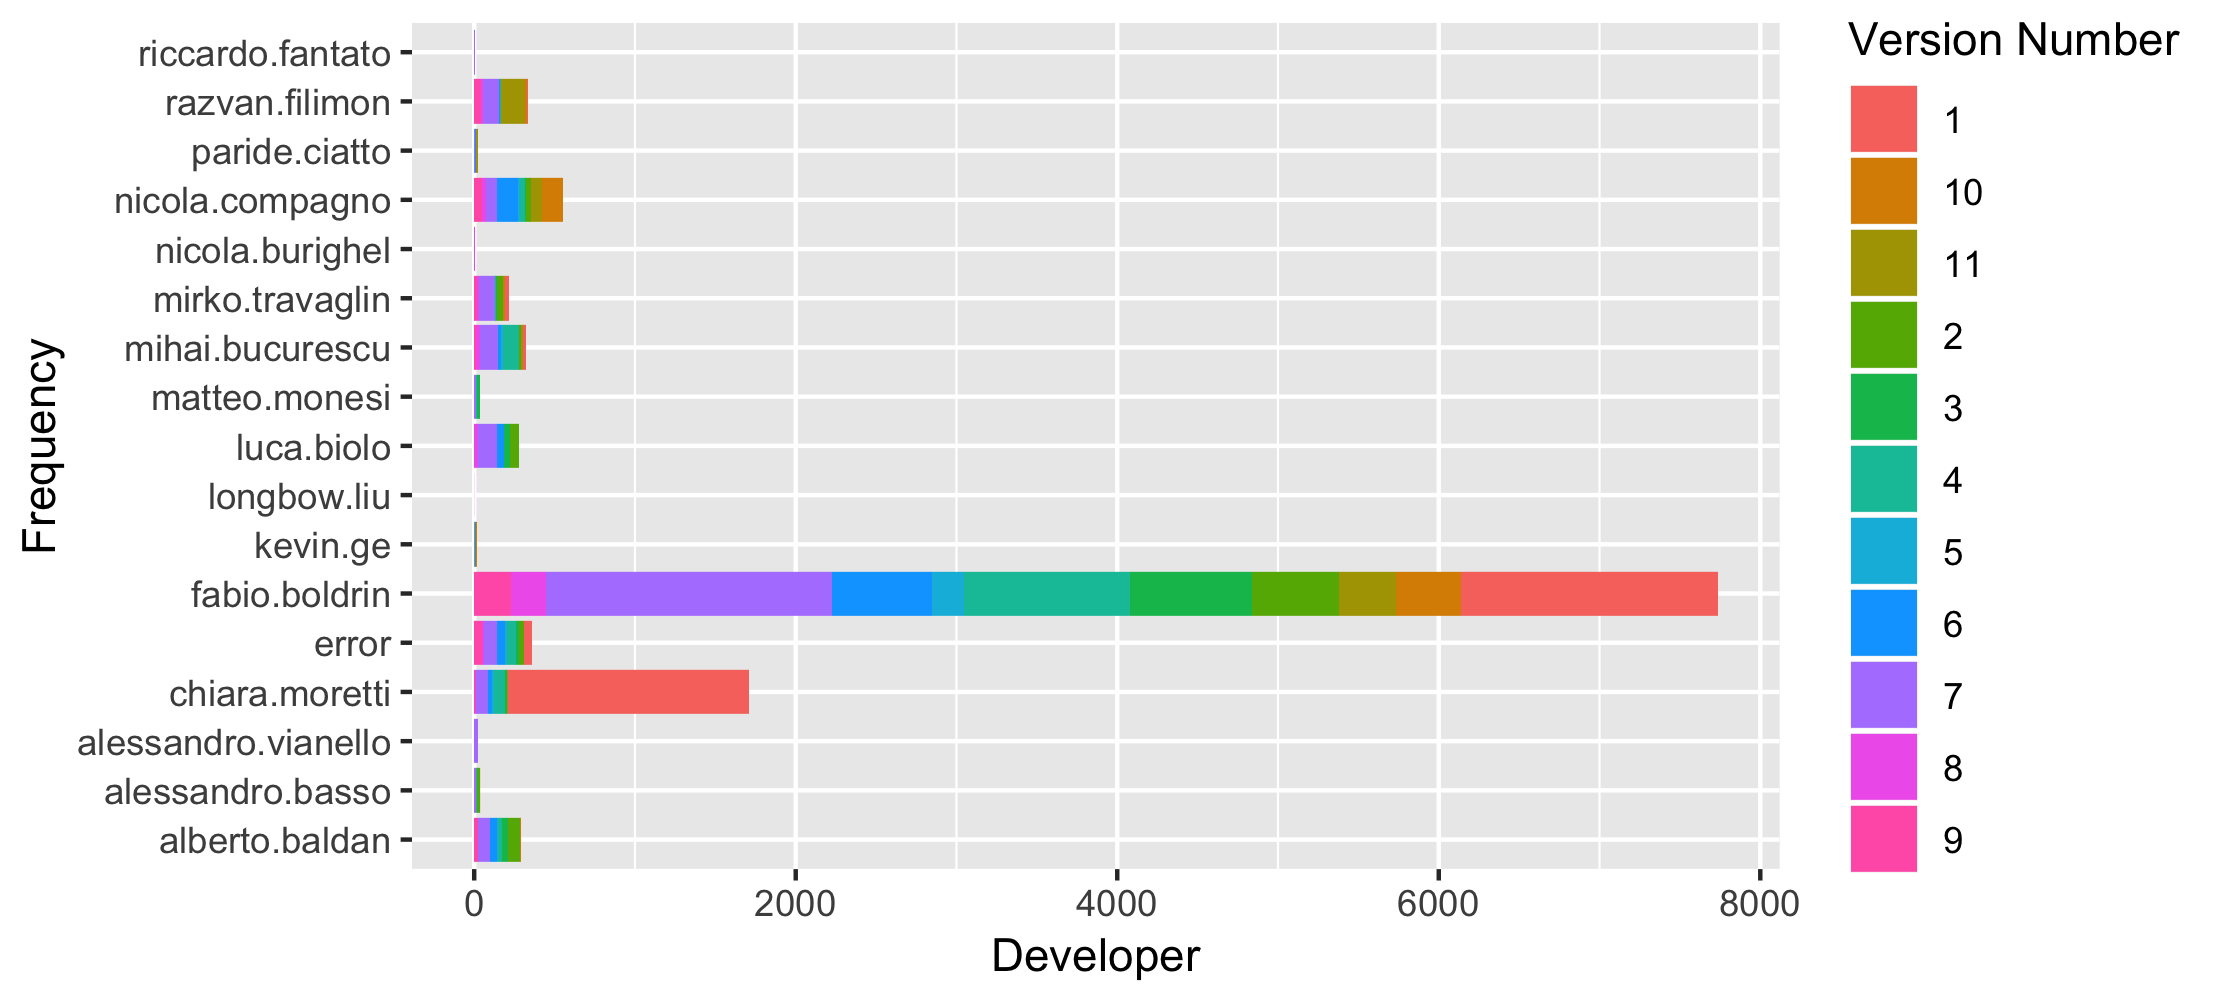 Frequency
riccardo.fantato
razvan.filimon
paride.ciatto
nicola.compagno
nicola.burighel
mirko.travaglin
mihai.bucurescu
matteo.monesi
luca.biolo
longbow.liu
kevin.ge
fabio.boldrin
error
chiara.moretti
alessandro.vianello
alessandro.basso
alberto.baldan
0 2000 4000 6000 8000
Developer
Version Number
1
10
11
2
3
4
5
6
7
8
9